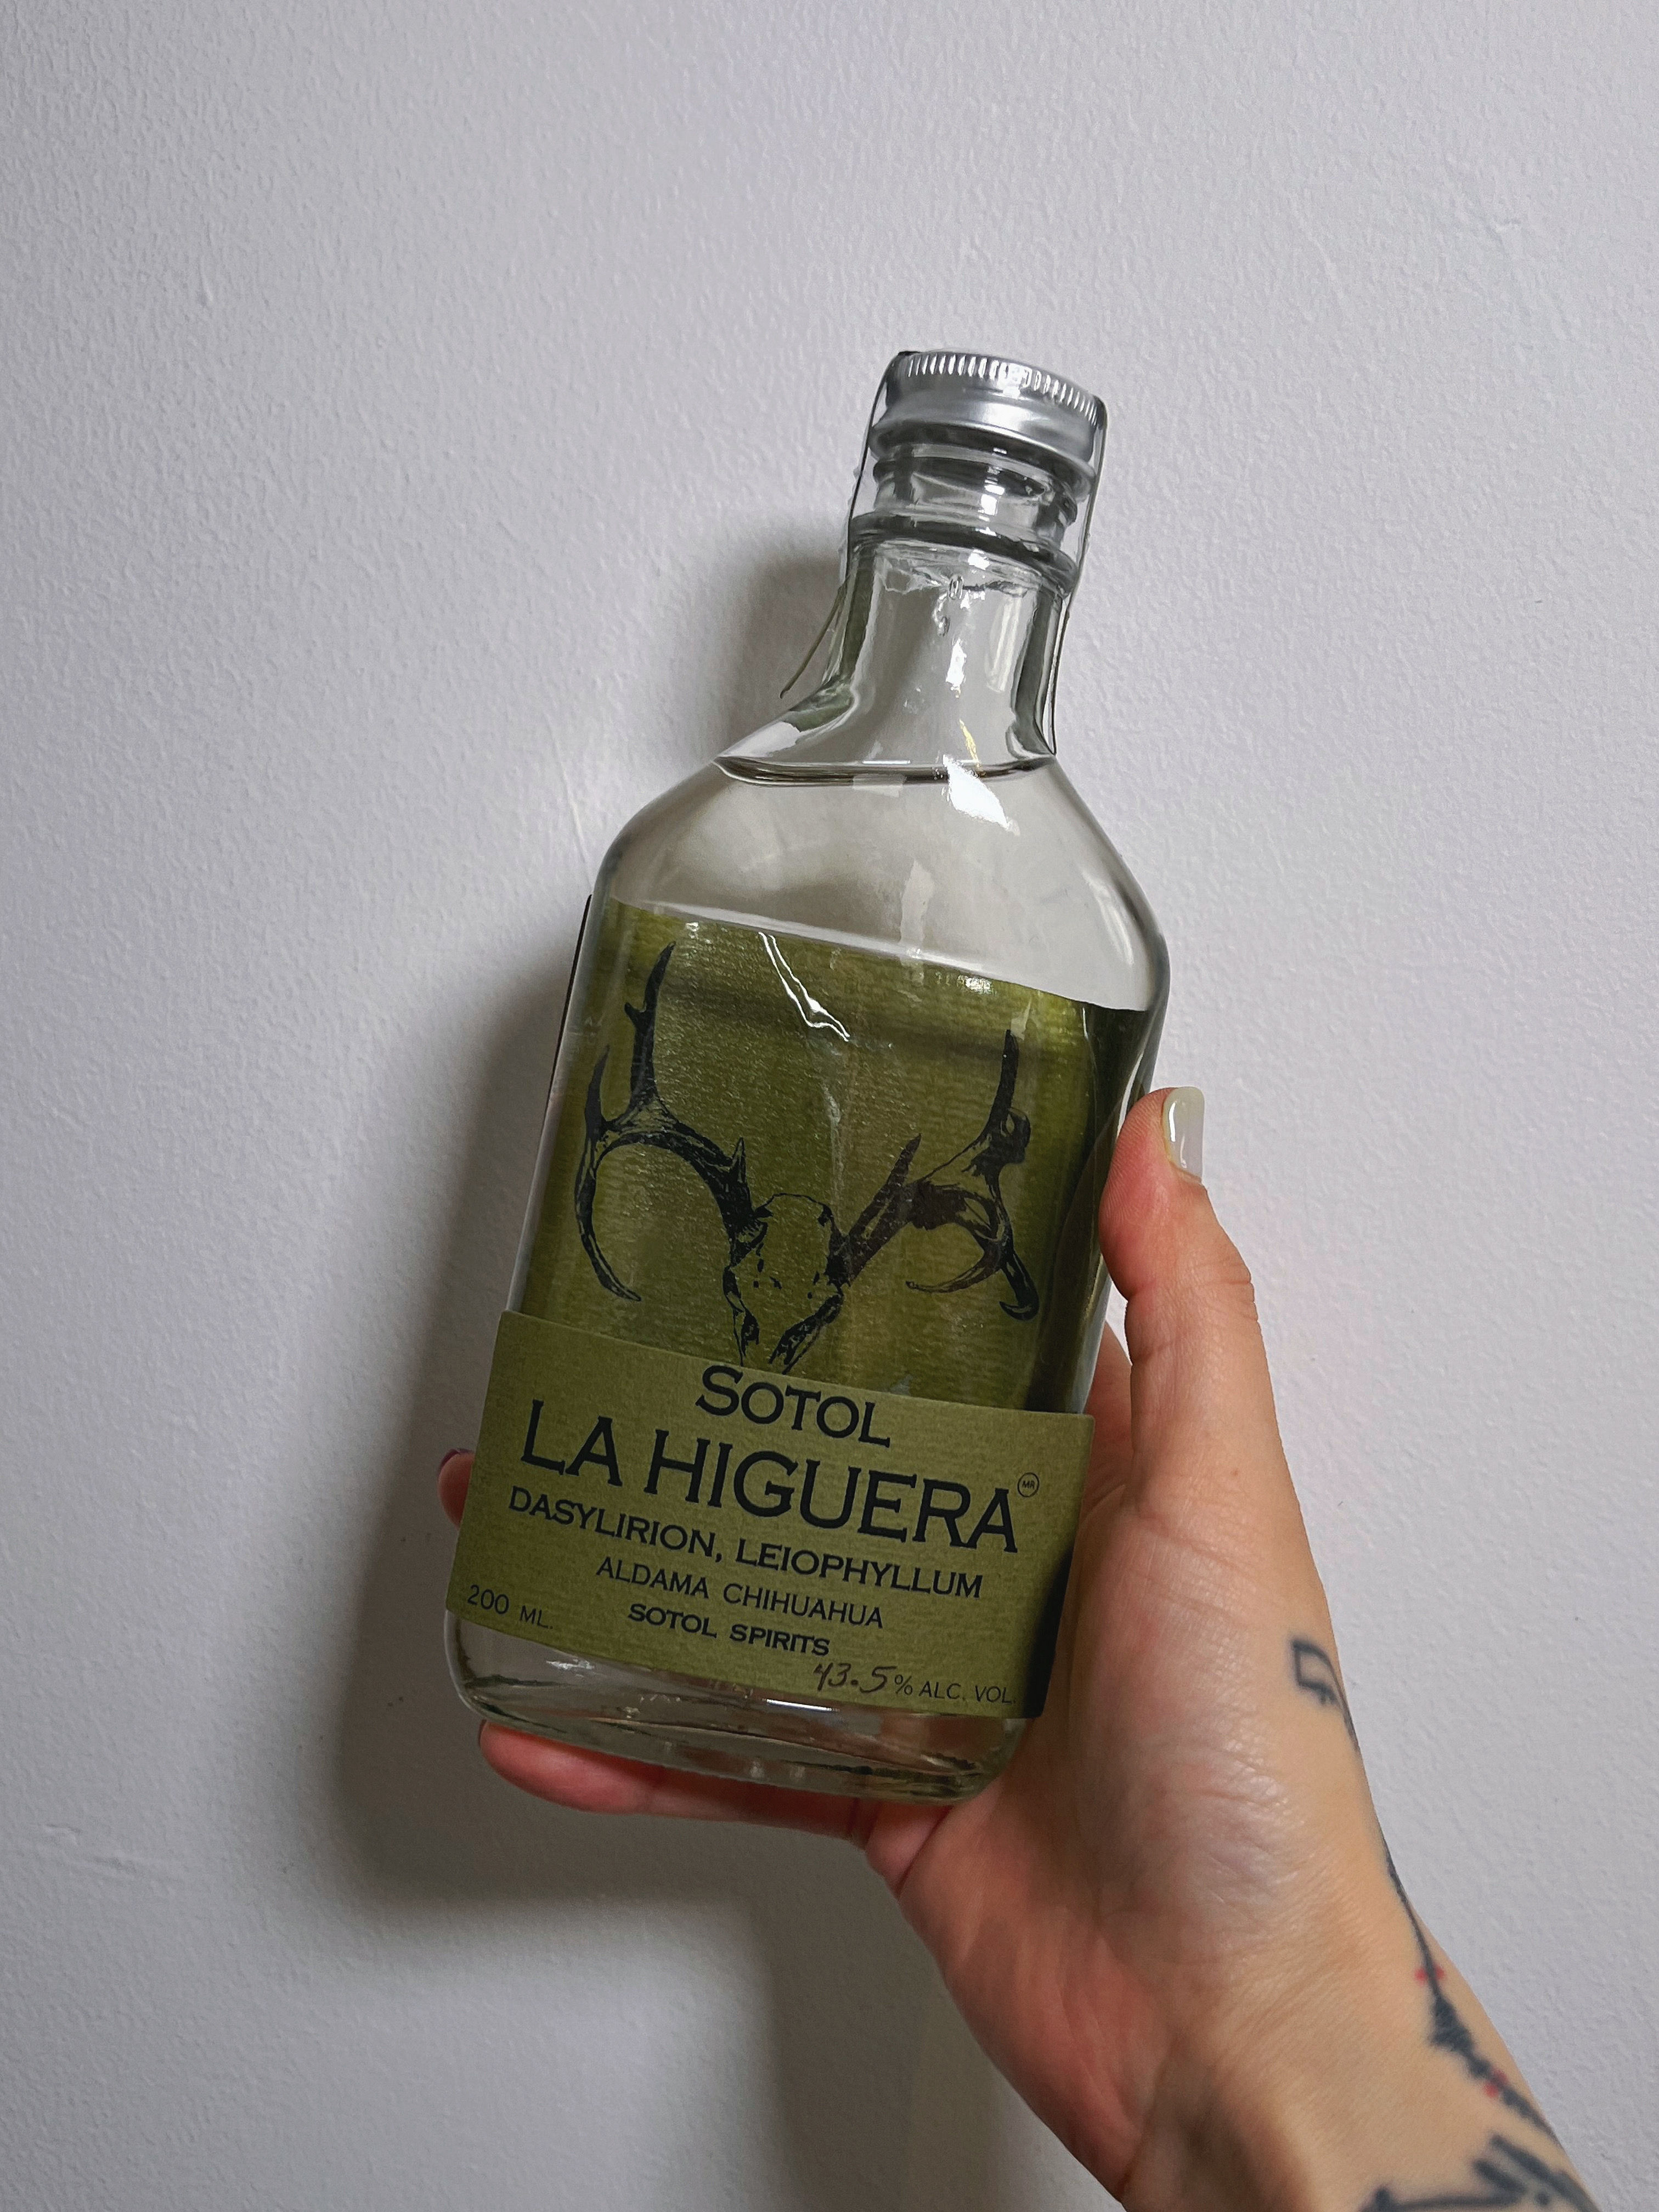 SOTOL
LA HIGUERA MR
DASYLIRION, LEIOPHYLLUM
ALDAMA CHIHUAHUA
200 ML.
SOTOL SPIRITS
43.5% ALC. VOL.